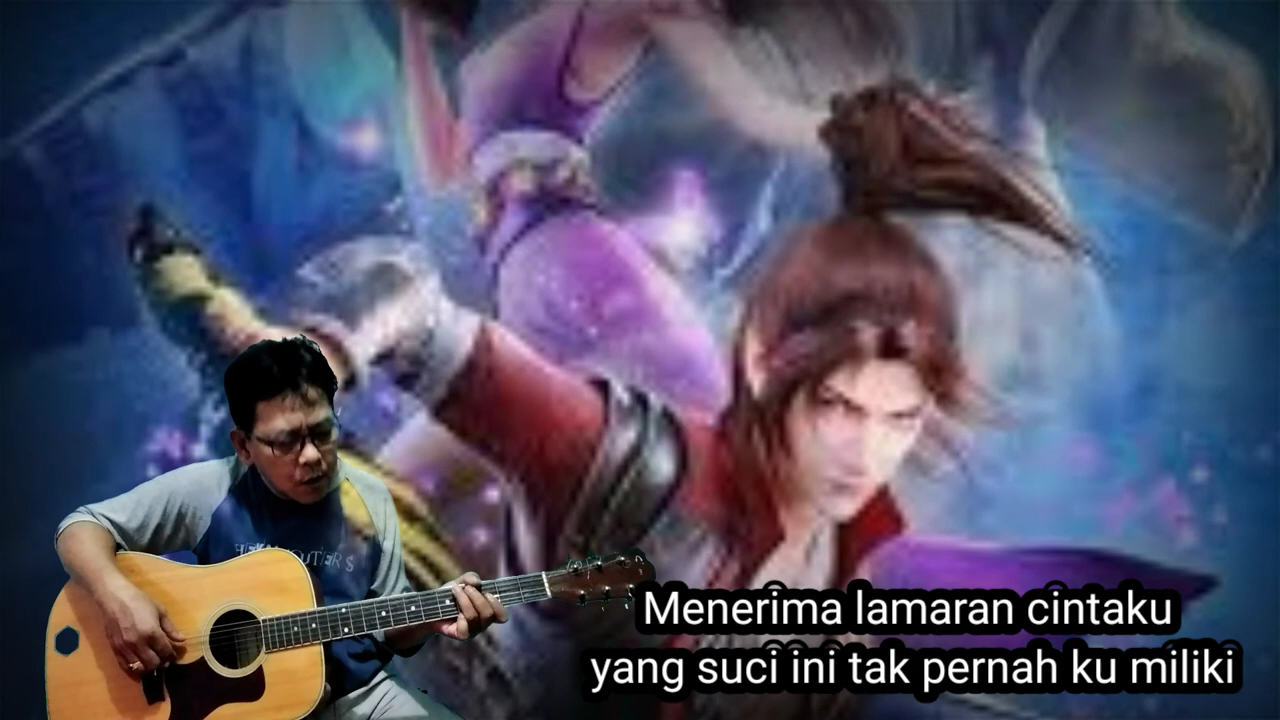 Menerima lamaran cintaku
yang suci ini tak pernah ku miliki